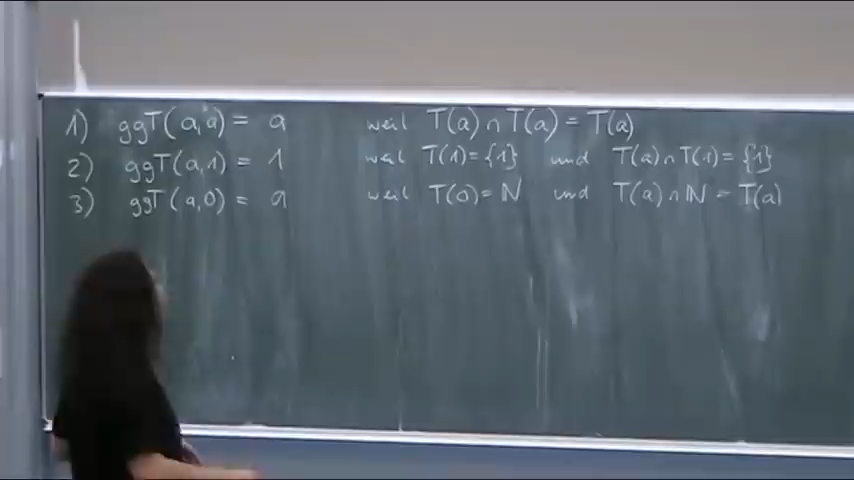 1) ggT(a,a) = a weil T(a) ∩ T(a) = T(a)
2) ggT(a,1) = 1 weil T(1) = {1} und T(a) ∩ T(1) = {1}
3) ggT(a,0) = a weil T(0) = ℕ und T(a) ∩ ℕ = T(a)